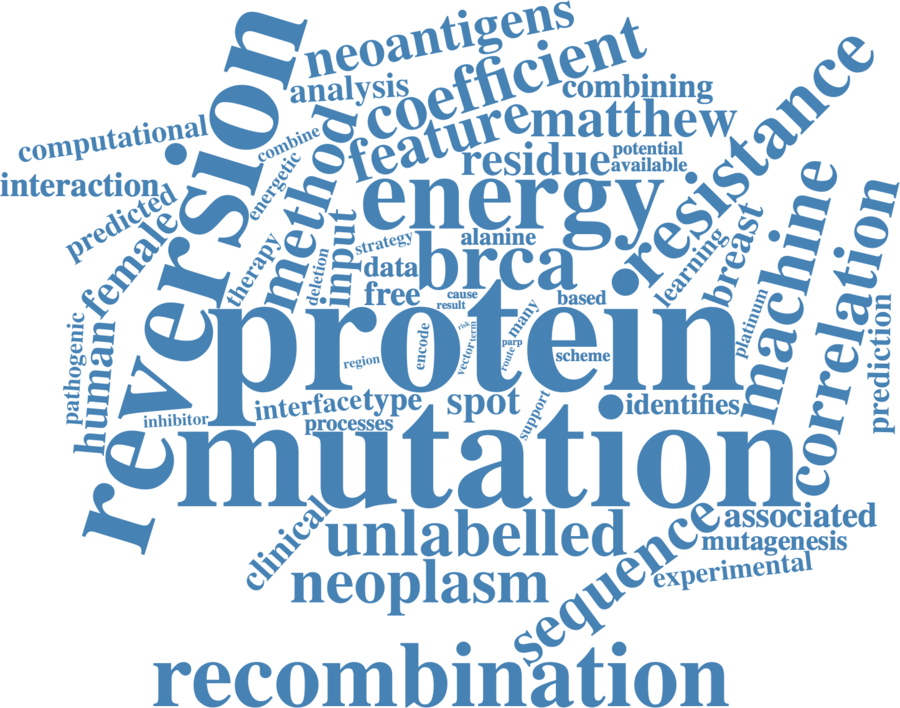 neoantigens
analysis
coefficient
combining
computational
combine
feature
matthew
resistance
reversion
method
residue
potential
available
interaction
energetic
energy
predicted
female
therapy
input
strategy
alanine
brca
data
free
deletion
learning
breast
machine
correlation
cause
result
based
protein
many
risk
term
vector
parp
route
encode
region
scheme
platinum
prediction
pathogenic
human
inhibitor
interface
type
processes
spot
support
identifies
mutation
clinical
unlabelled
sequence
associated
mutagenesis
experimental
neoplasm
recombination